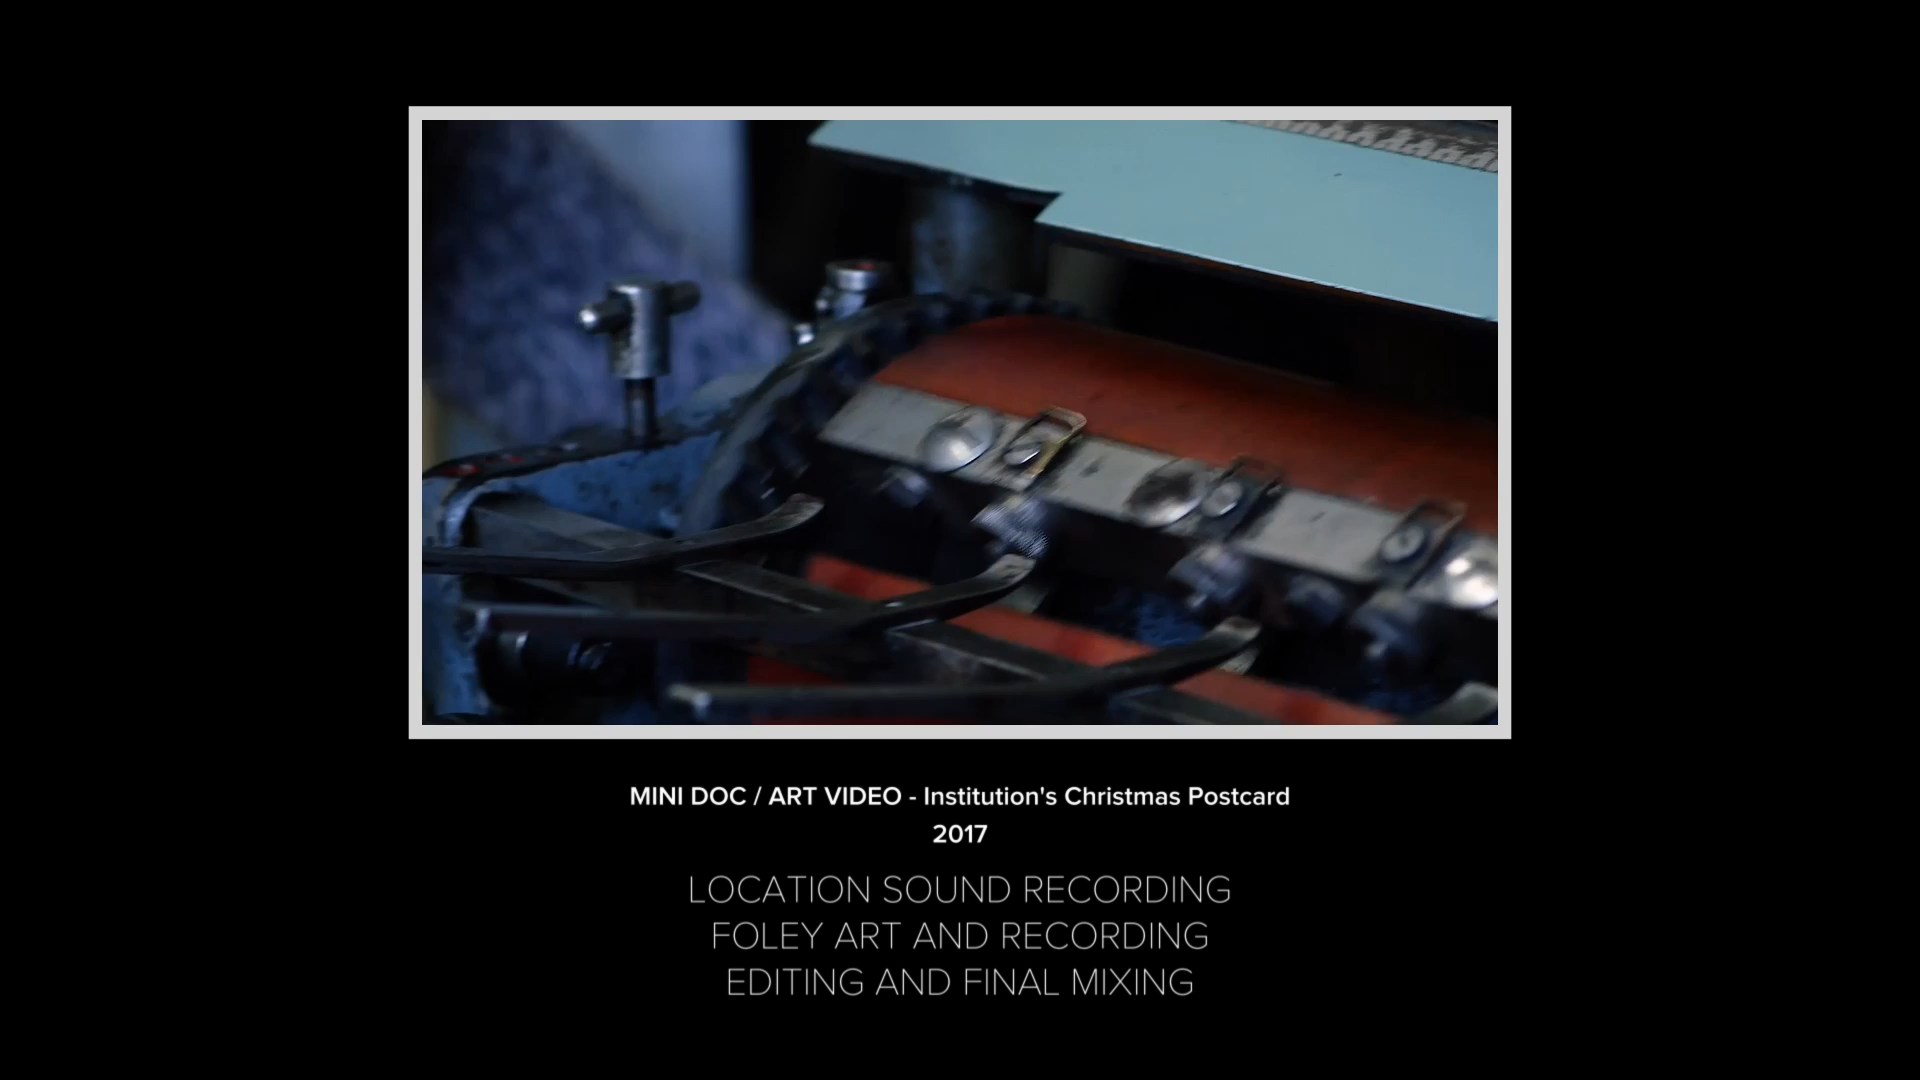 MINI DOC / ART VIDEO - Institution's Christmas Postcard
2017
LOCATION SOUND RECORDING
FOLEY ART AND RECORDING
EDITING AND FINAL MIXING